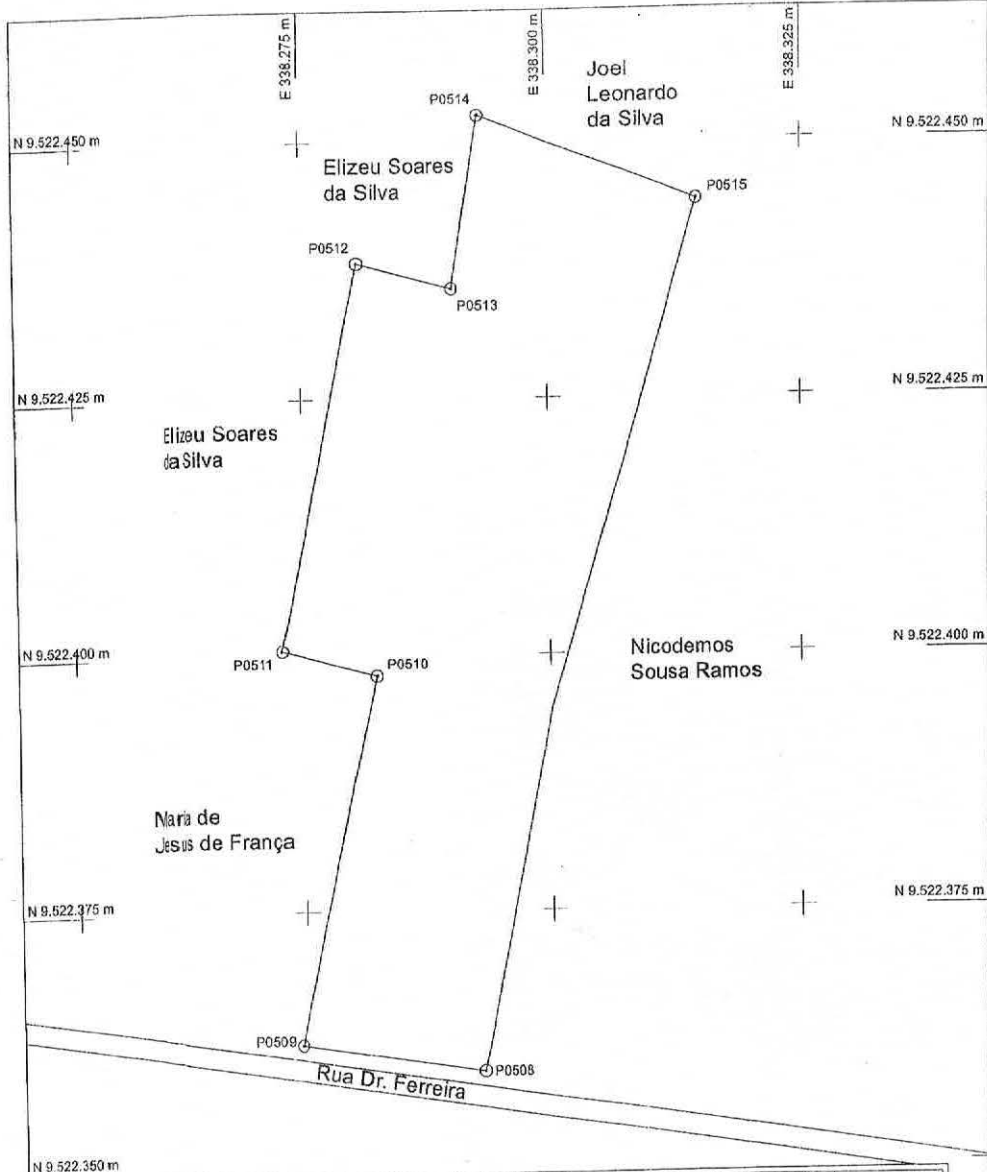 E 338.275 m
E 338.300 m
E 338.325 m
Joel
Leonardo
da Silva
P0514
N 9.522.450 m
N 9.522.450 m
Elizeu Soares
da Silva
P0515
P0512
P0513
N 9.522.425 m
N 9.522.425 m
Elizeu Soares
da Silva
N 9.522.400 m
N 9.522.400 m
P0511
P0510
Nicodemos
Sousa Ramos
Maria de
Jesus de França
N 9.522.375 m
N 9.522.375 m
P0509
P0508
Rua Dr. Ferreira
N 9.522.350 m